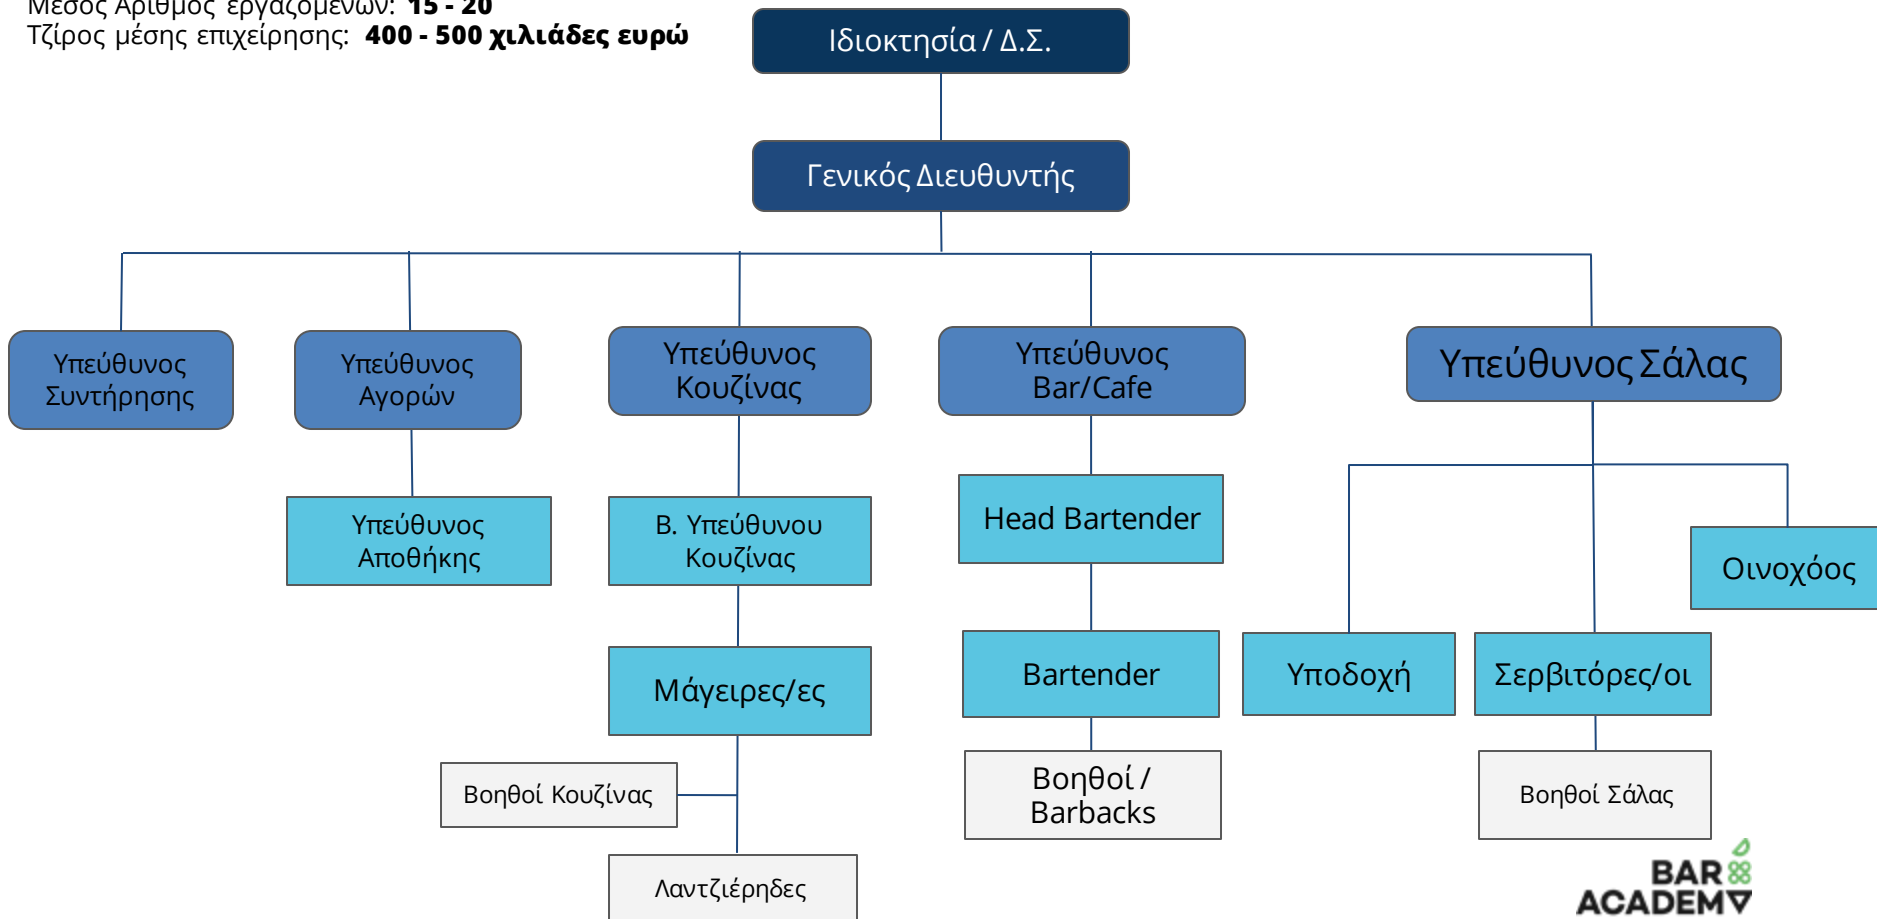 Μέσος Αριθμός εργαζομένων: 15 - 20
Τζίρος μέσης επιχείρησης: 400 - 500 χιλιάδες ευρώ
Ιδιοκτησία / Δ.Σ.
Γενικός Διευθυντής
Υπεύθυνος
Συντήρησης
Υπεύθυνος
Αγορών
Υπεύθυνος
Κουζίνας
Υπεύθυνος
Bar/Cafe
Υπεύθυνος Σάλας
Υπεύθυνος
Αποθήκης
Β. Υπεύθυνου
Κουζίνας
Head Bartender
Οινοχόος
Μάγειρες/ες
Bartender
Υποδοχή
Σερβιτόρες/οι
Βοηθοί Κουζίνας
Βοηθοί /
Barbacks
Βοηθοί Σάλας
Λαντζιέρηδες
BAR
ACADEMY